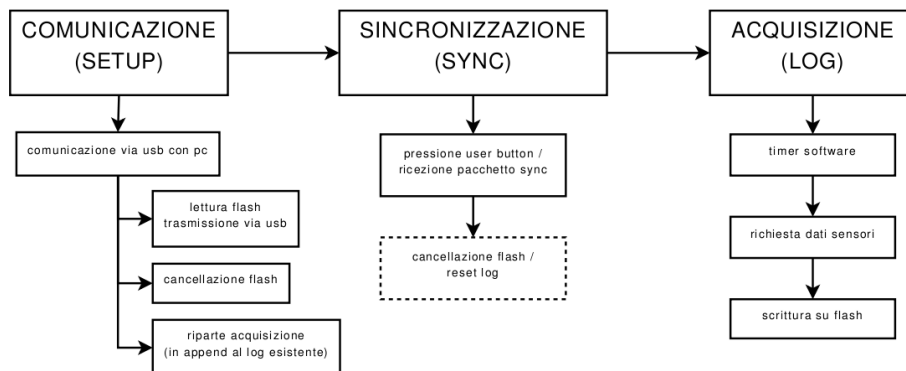 COMUNICAZIONE
(SETUP)
SINCRONIZZAZIONE
(SYNC)
ACQUISIZIONE
(LOG)
comunicazione via usb con pc
lettura flash
trasmissione via usb
cancellazione flash
riparte acquisizione
(in append al log esistente)
pressione user button /
ricezione pacchetto sync
cancellazione flash /
reset log
timer software
richiesta dati sensori
scrittura su flash